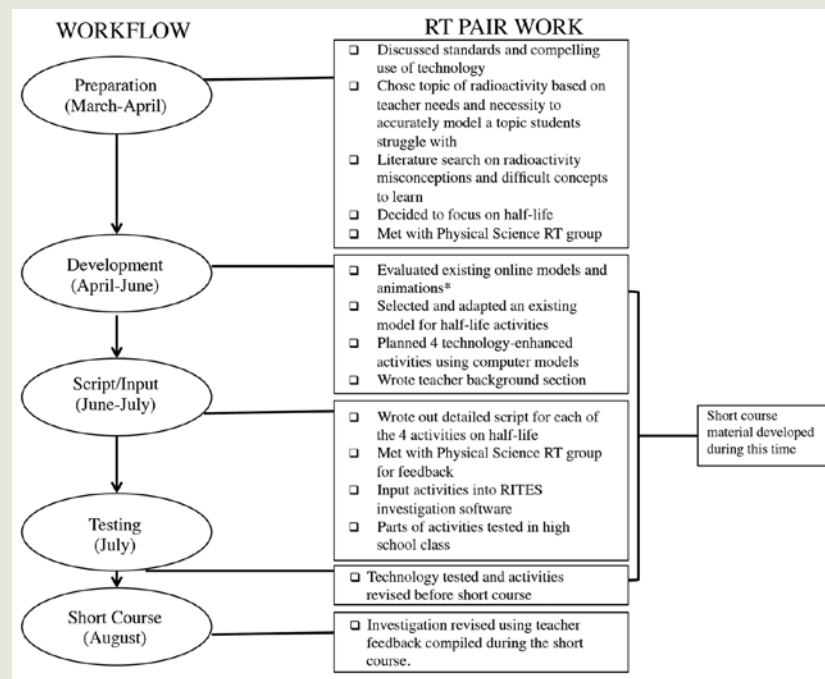 WORKFLOW
RT PAIR WORK
Preparation
(March-April)
❑ Discussed standards and compelling
use of technology
❑ Chose topic of radioactivity based on
teacher needs and necessity to
accurately model a topic students
struggle with
❑ Literature search on radioactivity
misconceptions and difficult concepts
to learn
❑ Decided to focus on half-life
❑ Met with Physical Science RT group
Development
(April-June)
❑ Evaluated existing online models and
animations*
❑ Selected and adapted an existing
model for half-life activities
❑ Planned 4 technology-enhanced
activities using computer models
❑ Wrote teacher background section
Script/Input
(June-July)
❑ Wrote out detailed script for each of
the 4 activities on half-life
❑ Met with Physical Science RT group
for feedback
❑ Input activities into RITES
investigation software
❑ Parts of activities tested in high
school class
Short course
material developed
during this time
Testing
(July)
❑ Technology tested and activities
revised before short course
Short Course
(August)
❑ Investigation revised using teacher
feedback compiled during the short
course.